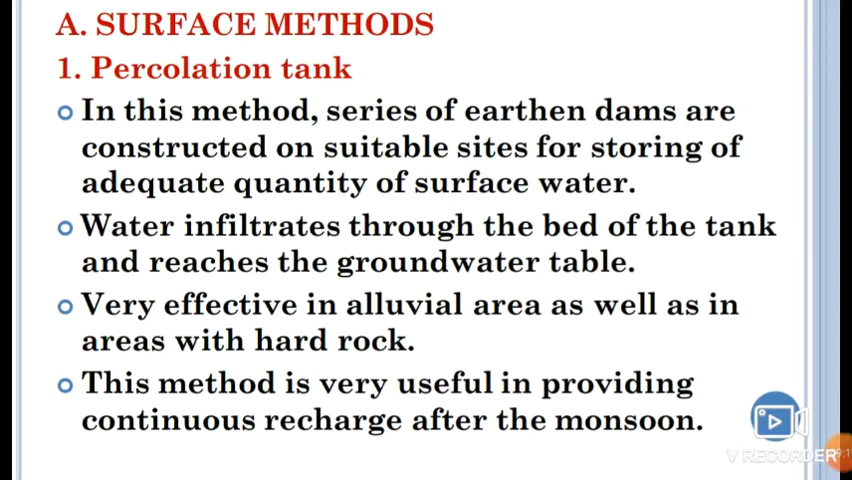 A. SURFACE METHODS
1. Percolation tank
In this method, series of earthen dams are
constructed on suitable sites for storing of
adequate quantity of surface water.
Water infiltrates through the bed of the tank
and reaches the groundwater table.
Very effective in alluvial area as well as in
areas with hard rock.
This method is very useful in providing
continuous recharge after the monsoon.
V RECORDER